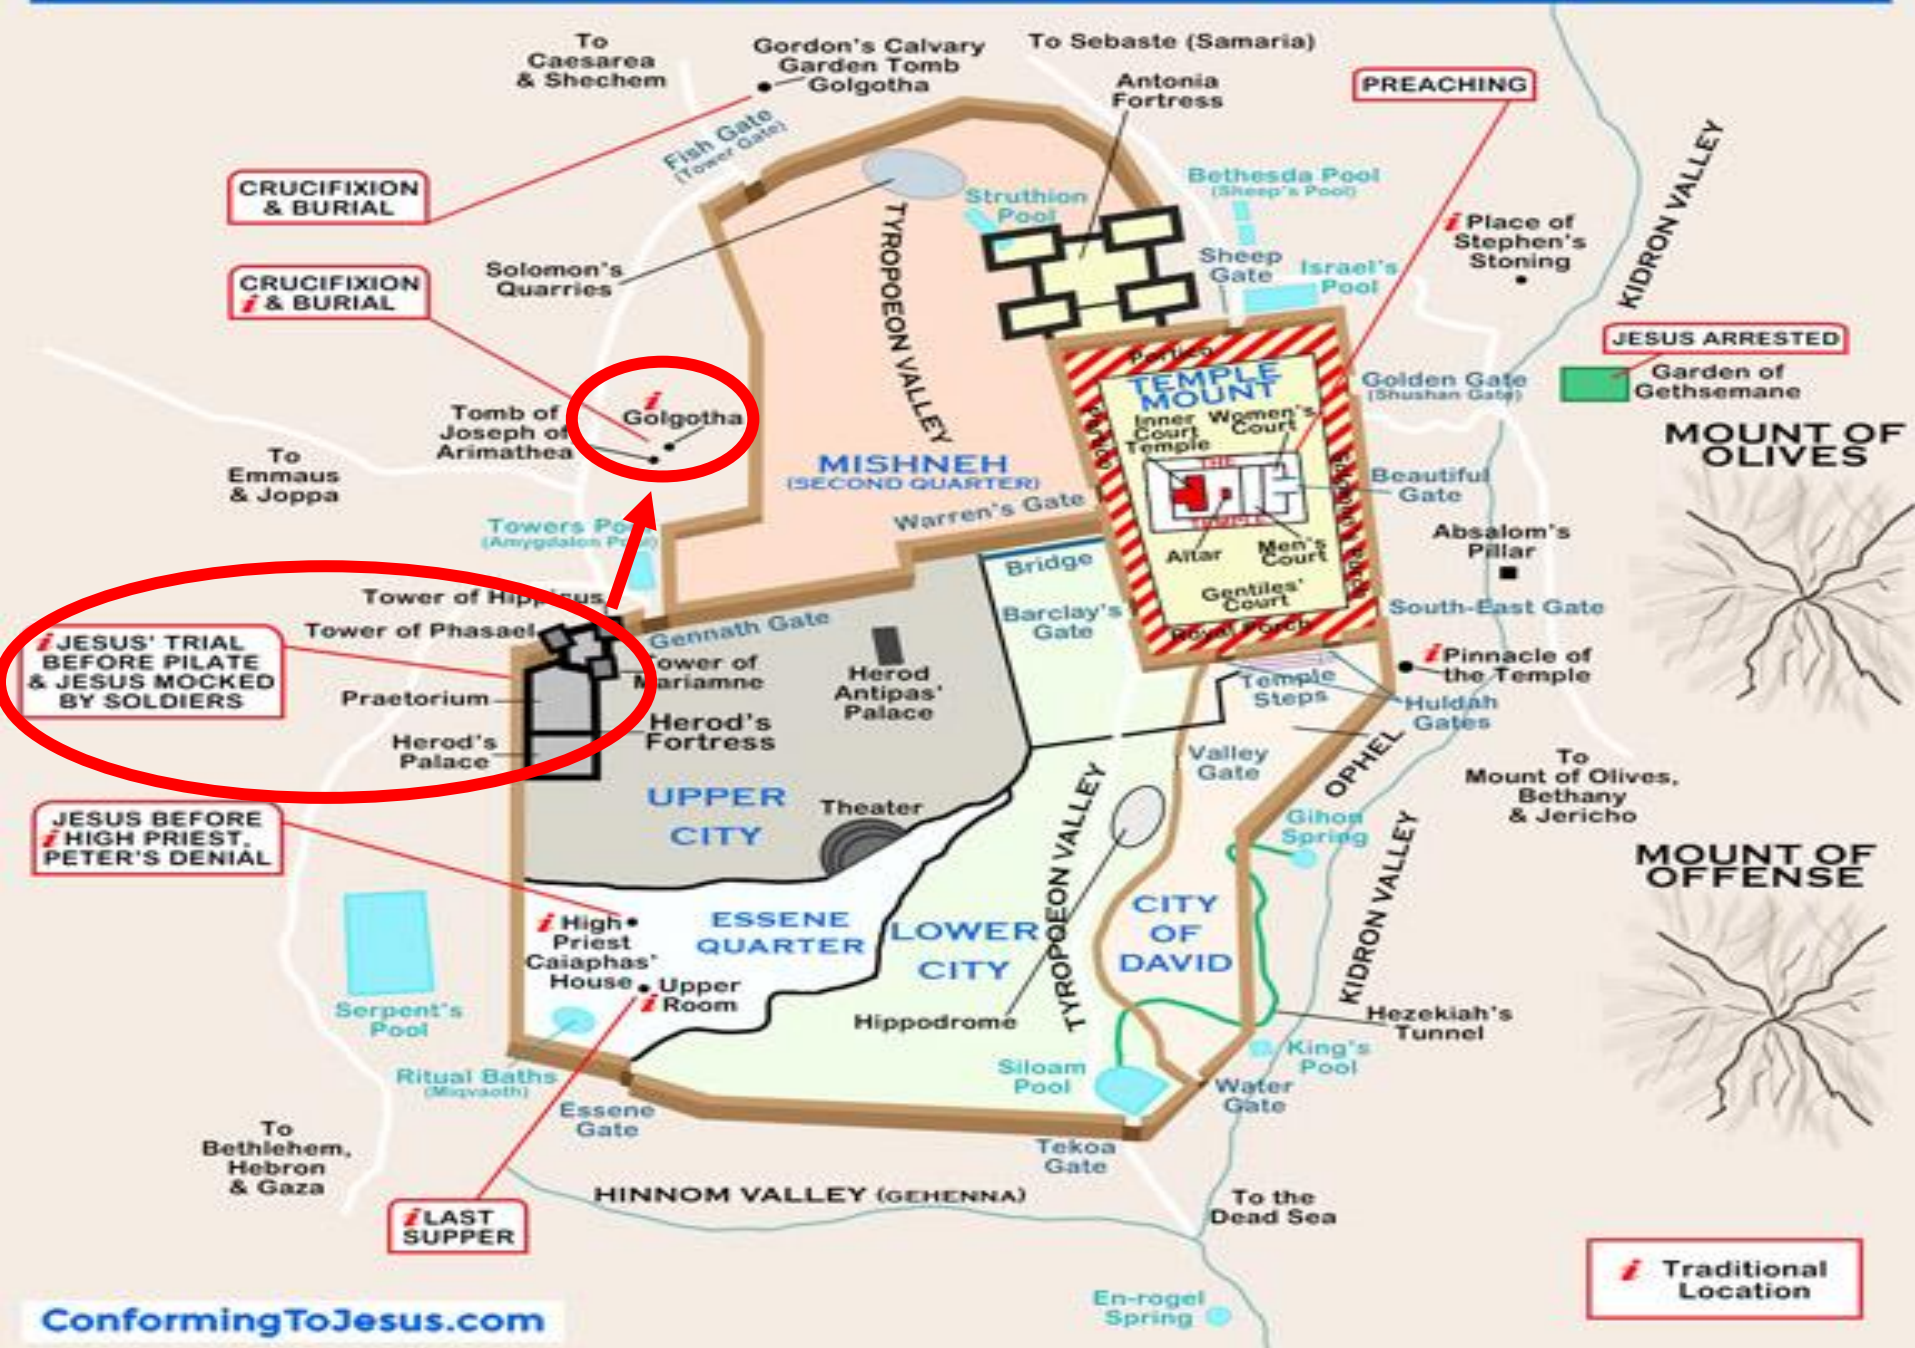 To
Caesarea
& Shechem
Gordon's Calvary
Garden Tomb
Golgotha
To Sebaste (Samaria)
Antonia
Fortress
PREACHING
Fish Gate
(Tower Gate)
CRUCIFIXION
& BURIAL
Struthion
Pool
Bethesda Pool
(Sheep's Pool)
KIDRON VALLEY
i Place of
Stephen's
Stoning
Sheep
Gate
Israel's
Pool
Solomon's
Quarries
TYROPOEON VALLEY
CRUCIFIXION
i & BURIAL
JESUS ARRESTED
Garden of
Gethsemane
Portico
TEMPLE
MOUNT
Golden Gate
(Shushan Gate)
i
Golgotha
Tomb of
Joseph of
Arimathea
Inner
Court
Temple
Women's
Court
Portico
MOUNT OF
OLIVES
To
Emmaus
& Joppa
MISHNEH
(SECOND QUARTER)
THE
TEMPLE
Beautiful
Gate
Warren's Gate
Towers
(Amygdalon
Altar
Men's
Court
Absalom's
Pillar
Bridge
Gentiles'
Court
Tower of Hippicus
Barclay's
Gate
South-East Gate
Royal Porch
Tower of Phasael
Gennath Gate
i JESUS' TRIAL
BEFORE PILATE
& JESUS MOCKED
BY SOLDIERS
Tower of
Mariamne
Herod
Antipas'
Palace
i Pinnacle of
the Temple
Temple
Steps
Huldah
Gates
Praetorium
Herod's
Fortress
Herod's
Palace
Valley
Gate
OPHEL
To
Mount of Olives,
Bethany
& Jericho
UPPER
CITY
Theater
TYROPOEON VALLEY
Gihon
Spring
JESUS BEFORE
i HIGH PRIEST,
PETER'S DENIAL
KIDRON VALLEY
MOUNT OF
OFFENSE
i High
Priest
Caiaphas'
House
ESSENE
QUARTER
LOWER
CITY
CITY
OF
DAVID
Upper
i Room
Serpent's
Pool
Hippodrome
Hezekiah's
Tunnel
King's
Pool
Siloam
Pool
Ritual Baths
(Miqvaoth)
Water
Gate
Essene
Gate
Tekoa
Gate
To
Bethlehem,
Hebron
& Gaza
HINNOM VALLEY (GEHENNA)
To the
Dead Sea
i LAST
SUPPER
i Traditional
Location
En-rogel
Spring
ConformingToJesus.com